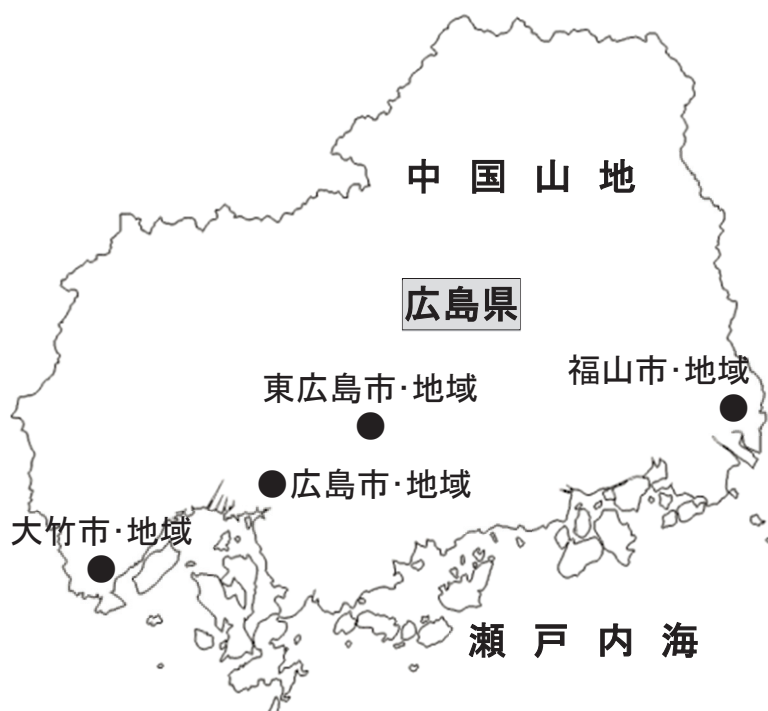 中国山地
広島県
福山市・地域
東広島市・地域
広島市・地域
大竹市・地域
瀬戸内海